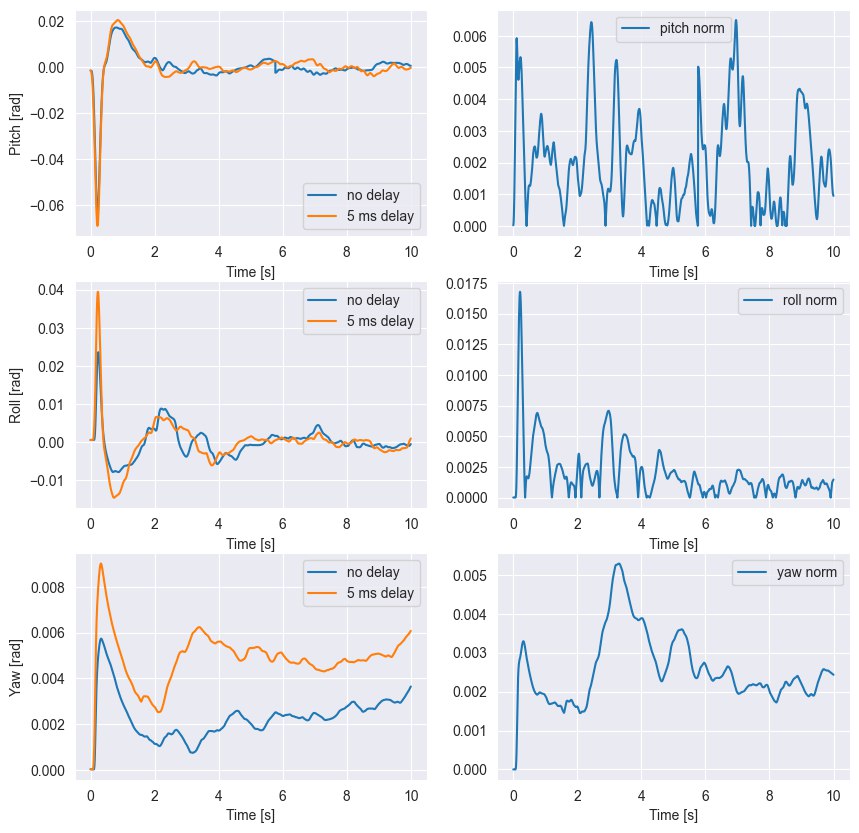 0.02
0.00
−0.02
−0.04
−0.06
Pitch [rad]
no delay
5 ms delay
0 2 4 6 8 10
Time [s]
0.006
0.005
0.004
0.003
0.002
0.001
0.000
pitch norm
0 2 4 6 8 10
Time [s]
0.04
0.03
0.02
0.01
0.00
−0.01
Roll [rad]
no delay
5 ms delay
0 2 4 6 8 10
Time [s]
0.0175
0.0150
0.0125
0.0100
0.0075
0.0050
0.0025
0.0000
roll norm
0 2 4 6 8 10
Time [s]
0.008
0.006
0.004
0.002
0.000
Yaw [rad]
no delay
5 ms delay
0 2 4 6 8 10
Time [s]
0.005
0.004
0.003
0.002
0.001
0.000
yaw norm
0 2 4 6 8 10
Time [s]